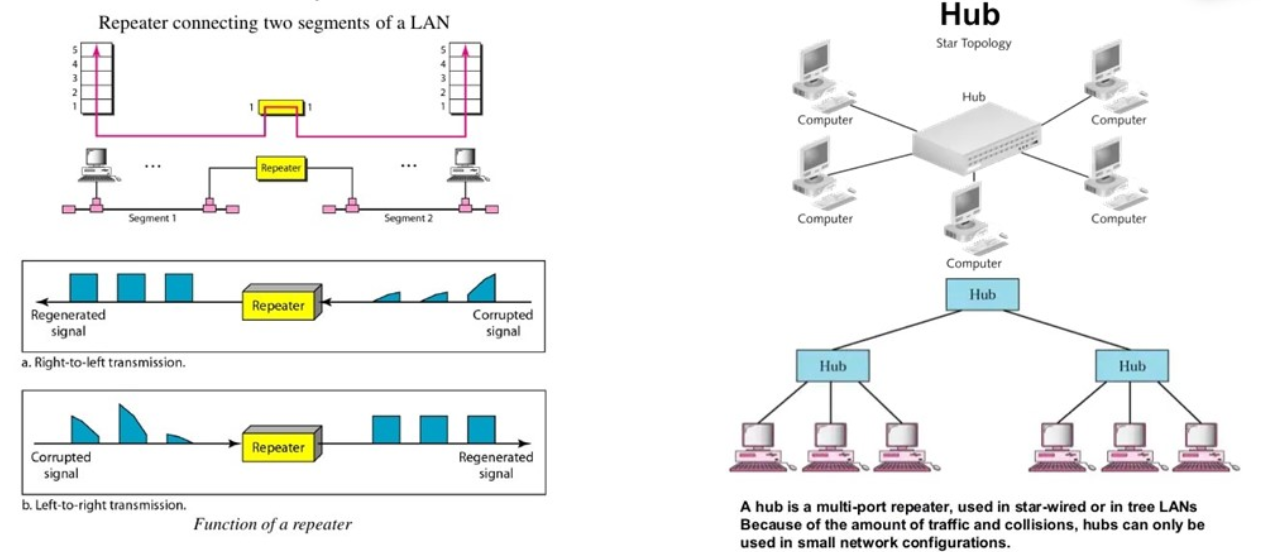 Repeater connecting two segments of a LAN
5
4
3
2
1
5
4
3
2
1
1
1
...
Repeater
...
Segment 1
Segment 2
Regenerated
signal
Repeater
Corrupted
signal
a. Right-to-left transmission.
Corrupted
signal
Repeater
Regenerated
signal
b. Left-to-right transmission.
Function of a repeater
Hub
Star Topology
Hub
Computer
Computer
Computer
Computer
Computer
Hub
Hub
Hub
A hub is a multi-port repeater, used in star-wired or in tree LANs
Because of the amount of traffic and collisions, hubs can only be
used in small network configurations.